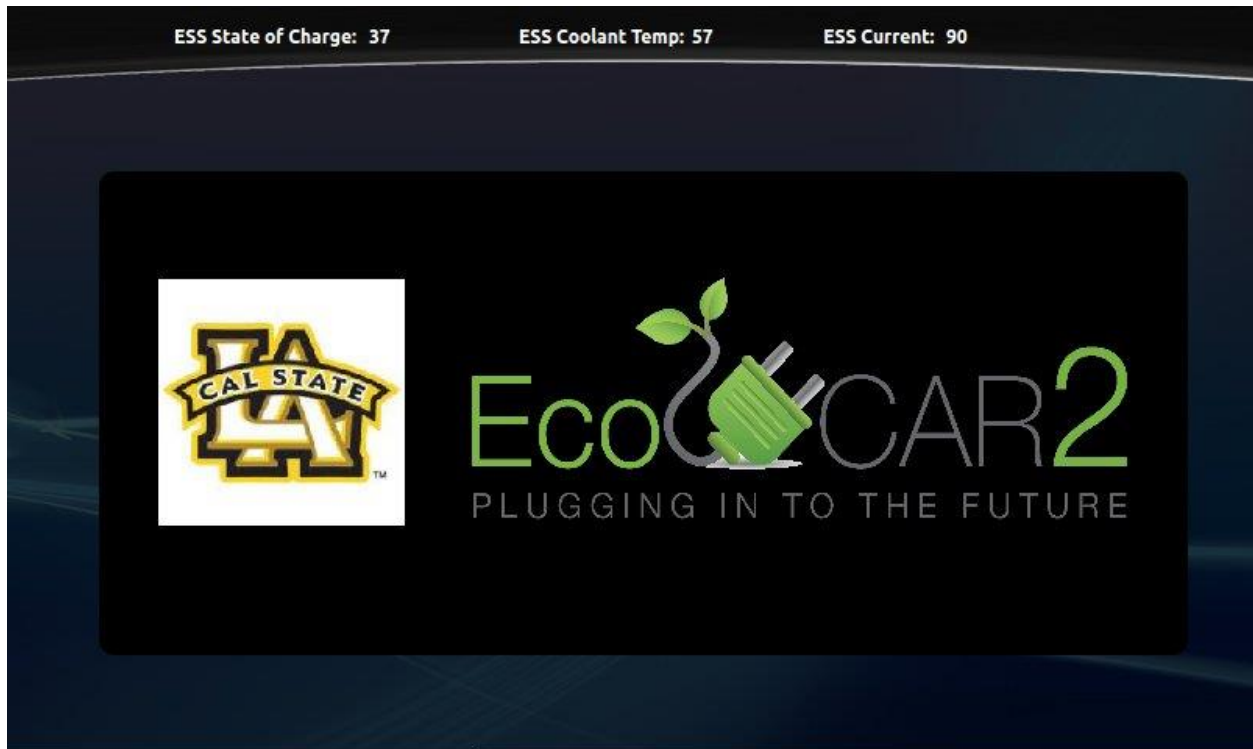 ESS State of Charge: 37 ESS Coolant Temp: 57 ESS Current: 90
LA
CAL STATE
TM
ECOCAR2
PLUGGING IN TO THE FUTURE